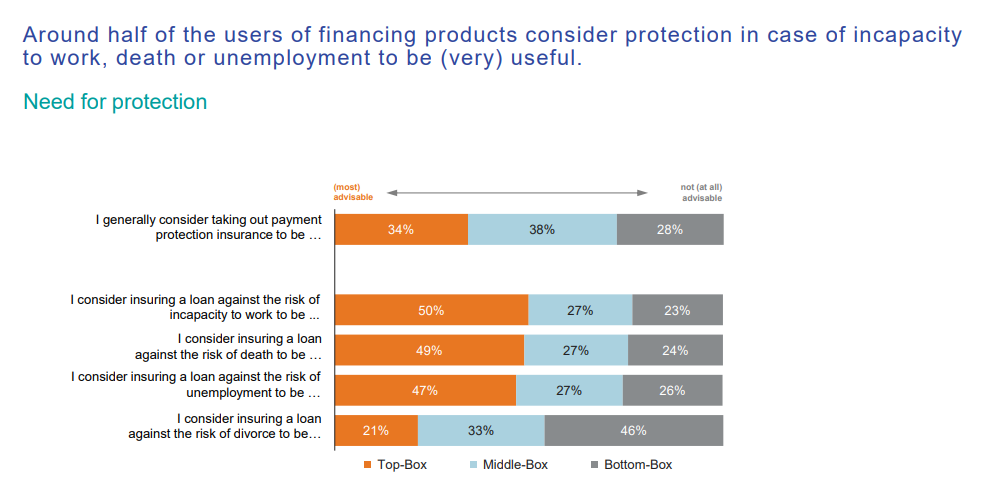 Around half of the users of financing products consider protection in case of incapacity
to work, death or unemployment to be (very) useful.
Need for protection
(most)
advisable
not (at all)
advisable
I generally consider taking out payment
protection insurance to be …
34%
38%
28%
I consider insuring a loan against the risk of
incapacity to work to be ...
50%
27%
23%
I consider insuring a loan
against the risk of death to be …
49%
27%
24%
I consider insuring a loan against the risk of
unemployment to be …
47%
27%
26%
I consider insuring a loan
against the risk of divorce to be…
21%
33%
46%
Top-Box
Middle-Box
Bottom-Box